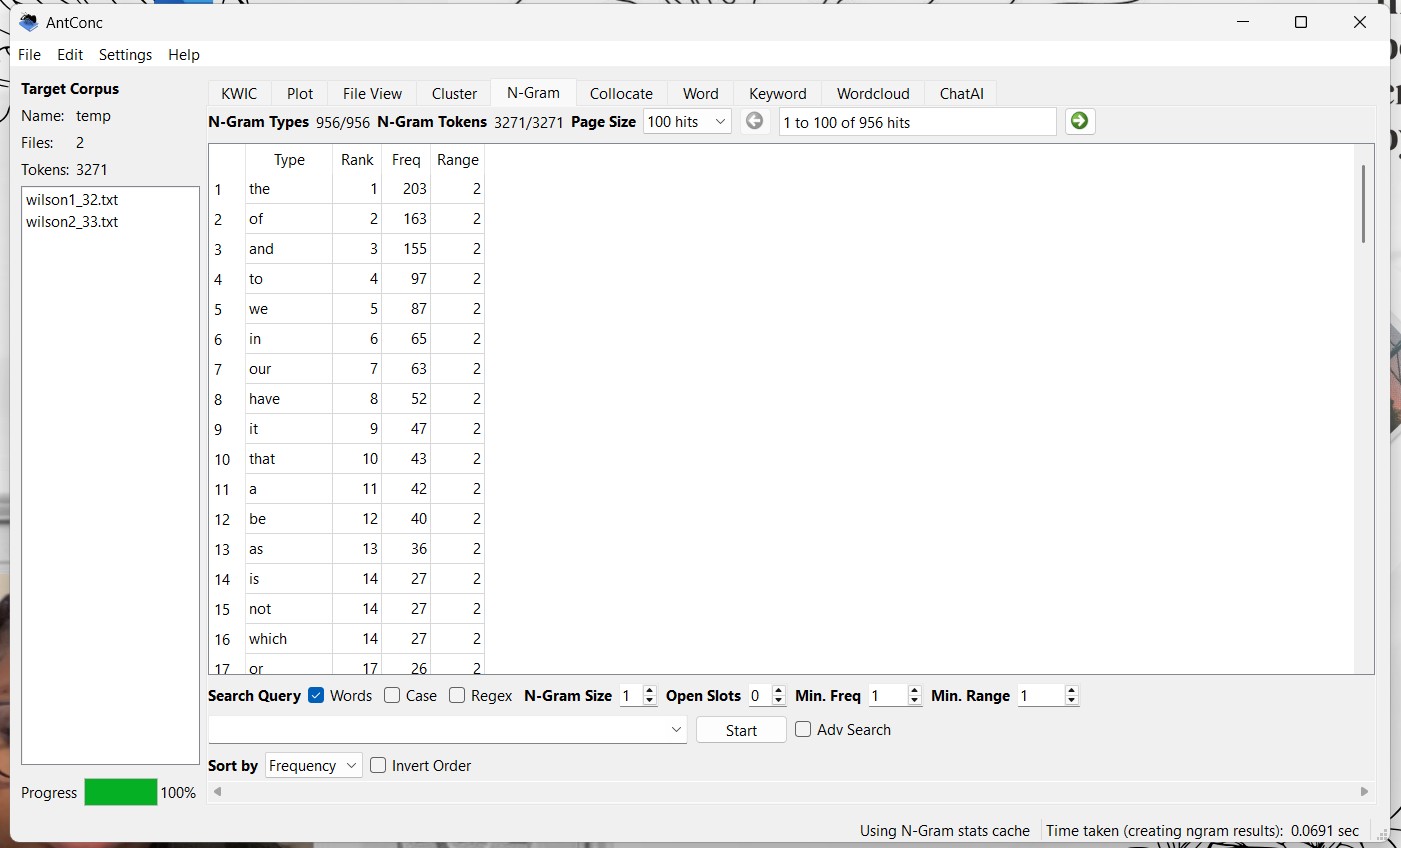 AntConc
File Edit Settings Help
Target Corpus
Name: temp
Files: 2
Tokens: 3271
wilson1_32.txt
wilson2_33.txt
Progress 100%
KWIC Plot File View Cluster N-Gram Collocate Word Keyword Wordcloud ChatAI
N-Gram Types 956/956 N-Gram Tokens 3271/3271 Page Size 100 hits 1 to 100 of 956 hits
Type Rank Freq Range
1 the 1 203 2
2 of 2 163 2
3 and 3 155 2
4 to 4 97 2
5 we 5 87 2
6 in 6 65 2
7 our 7 63 2
8 have 8 52 2
9 it 9 47 2
10 that 10 43 2
11 a 11 42 2
12 be 12 40 2
13 as 13 36 2
14 is 14 27 2
15 not 14 27 2
16 which 14 27 2
17 or 17 26 2
Search Query Words Case Regex N-Gram Size 1 Open Slots 0 Min. Freq 1 Min. Range 1
Start Adv Search
Sort by Frequency Invert Order
Using N-Gram stats cache Time taken (creating ngram results): 0.0691 sec